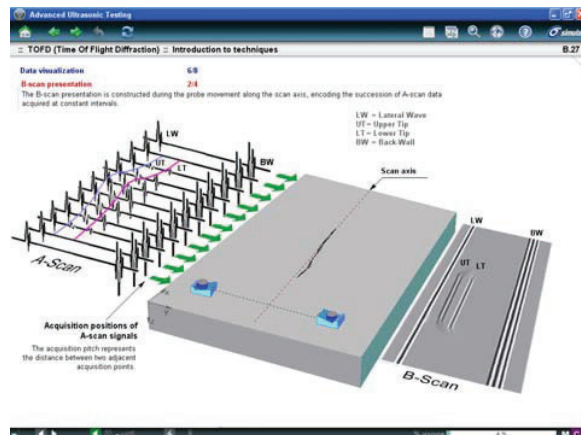 Advanced Ultrasonic Testing
:: TOFD (Time Of Flight Diffraction) :: Introduction to techniques
B.27
Data visualization 6/8
B-scan presentation 2/4
The B-scan presentation is constructed during the probe movement along the scan axis, encoding the succession of A-scan data
acquired at constant intervals.
LW = Lateral Wave
UT = Upper Tip
LT = Lower Tip
BW = Back Wall
LW
UT
LT
BW
Scan axis
LW
BW
UT
LT
A-Scan
Acquisition positions of
A-scan signals
The acquisition pitch represents
the distance between two adjacent
acquisition points.
B-Scan